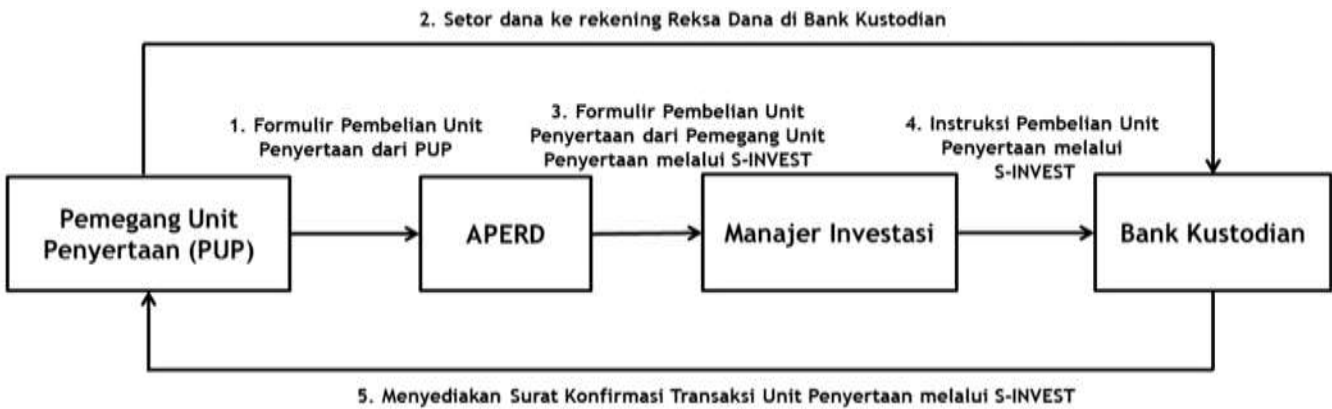 2. Setor dana ke rekening Reksa Dana di Bank Kustodian
1. Formulir Pembelian Unit
Penyertaan dari PUP
3. Formulir Pembelian Unit
Penyertaan dari Pemegang Unit
Penyertaan melalui S-INVEST
4. Instruksi Pembelian Unit
Penyertaan melalui
S-INVEST
Pemegang Unit
Penyertaan (PUP)
APERD
Manajer Investasi
Bank Kustodian
5. Menyediakan Surat Konfirmasi Transaksi Unit Penyertaan melalui S-INVEST